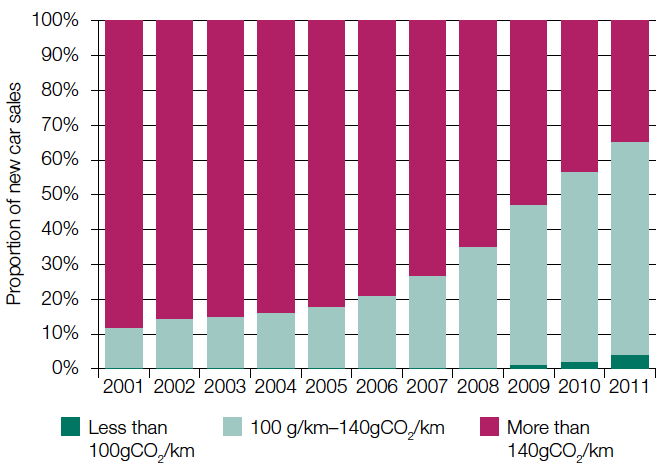 100%
90%
80%
70%
60%
50%
40%
30%
20%
10%
0%
Proportion of new car sales
2001 2002 2003 2004 2005 2006 2007 2008 2009 2010 2011
Less than
100gCO₂/km
100 g/km–140gCO₂/km
More than
140gCO₂/km